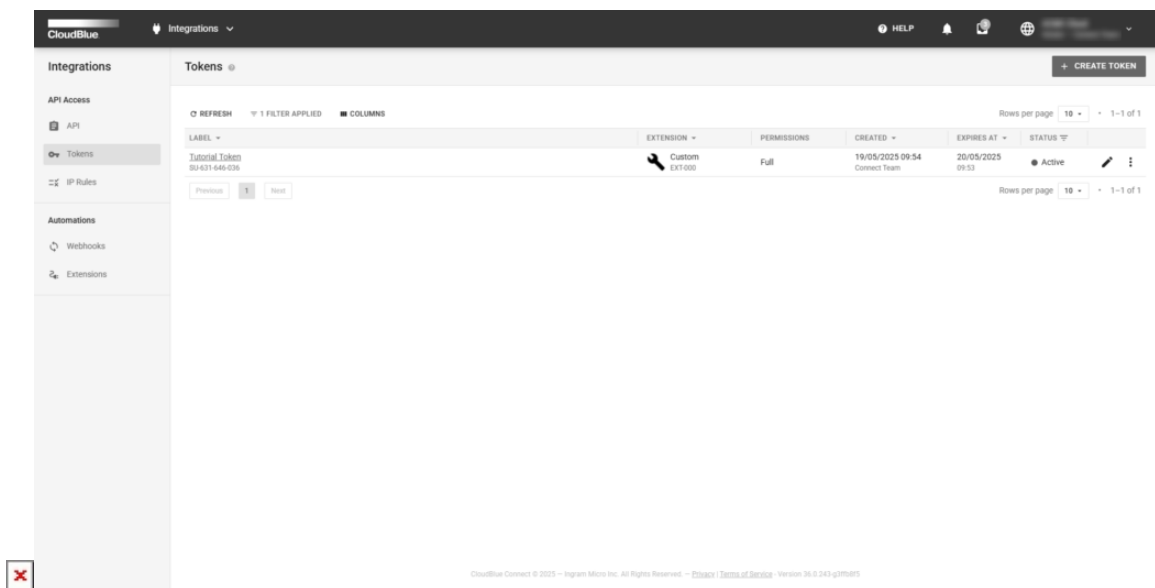 CloudBlue
Integrations
HELP
Integrations
Tokens
+ CREATE TOKEN
API Access
API
Tokens
IP Rules
Automations
Webhooks
Extensions
REFRESH 1 FILTER APPLIED COLUMNS
Rows per page 10 • 1–1 of 1
LABEL EXTENSION PERMISSIONS CREATED EXPIRES AT STATUS
Tutorial Token Custom Full 19/05/2025 09:54 20/05/2025 Active
SU-631-646-036 EXT-000 Connect Team 09:53
Previous 1 Next
Rows per page 10 • 1–1 of 1
CloudBlue Connect © 2025 — Ingram Micro Inc. All Rights Reserved. — Privacy | Terms of Service - Version 36.0.243-